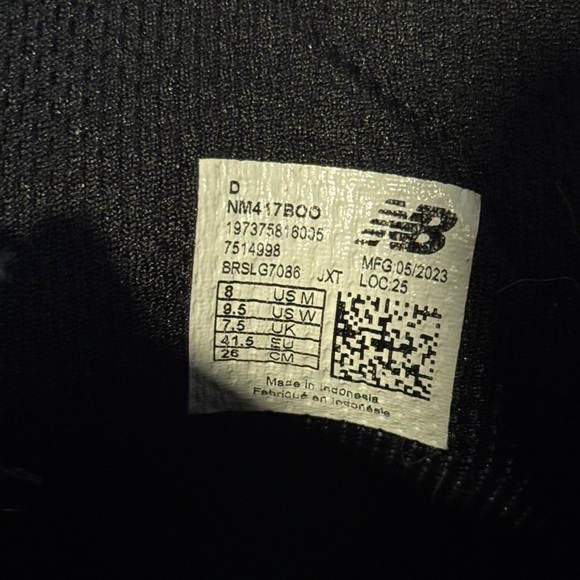 D
NM417BOO
197375816005
7514998
BRSLG7086 JXT
NB
MFG:05/2023
LOC:25
8 US M
9.5 US W
7.5 UK
41.5 EU
26 CM
Made in Indonesia
Fabriqué en Indonésie